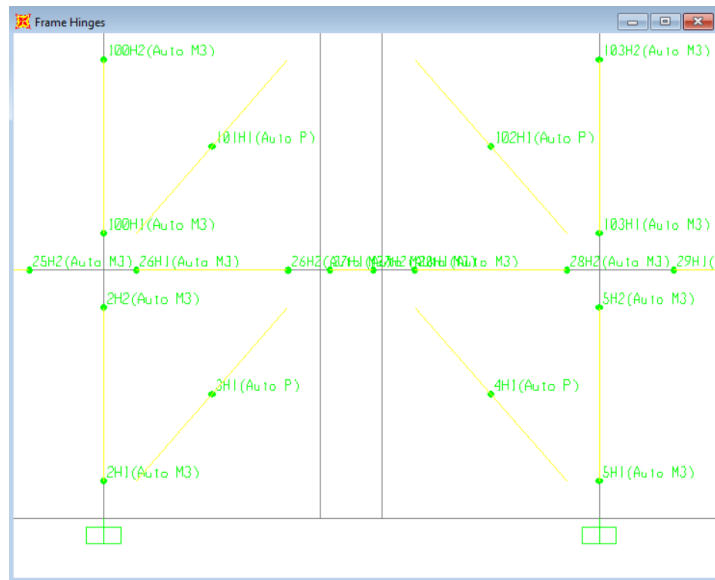 Frame Hinges
100H2(Auto M3)
103H2(Auto M3)
101H1(Auto P)
102H1(Auto P)
100H1(Auto M3)
103H1(Auto M3)
25H2(Auto M3)
26H1(Auto M3)
26H2(
28H2(Auto M3)
29H1(
2H2(Auto M3)
5H2(Auto M3)
3H1(Auto P)
4H1(Auto P)
2H1(Auto M3)
5H1(Auto M3)